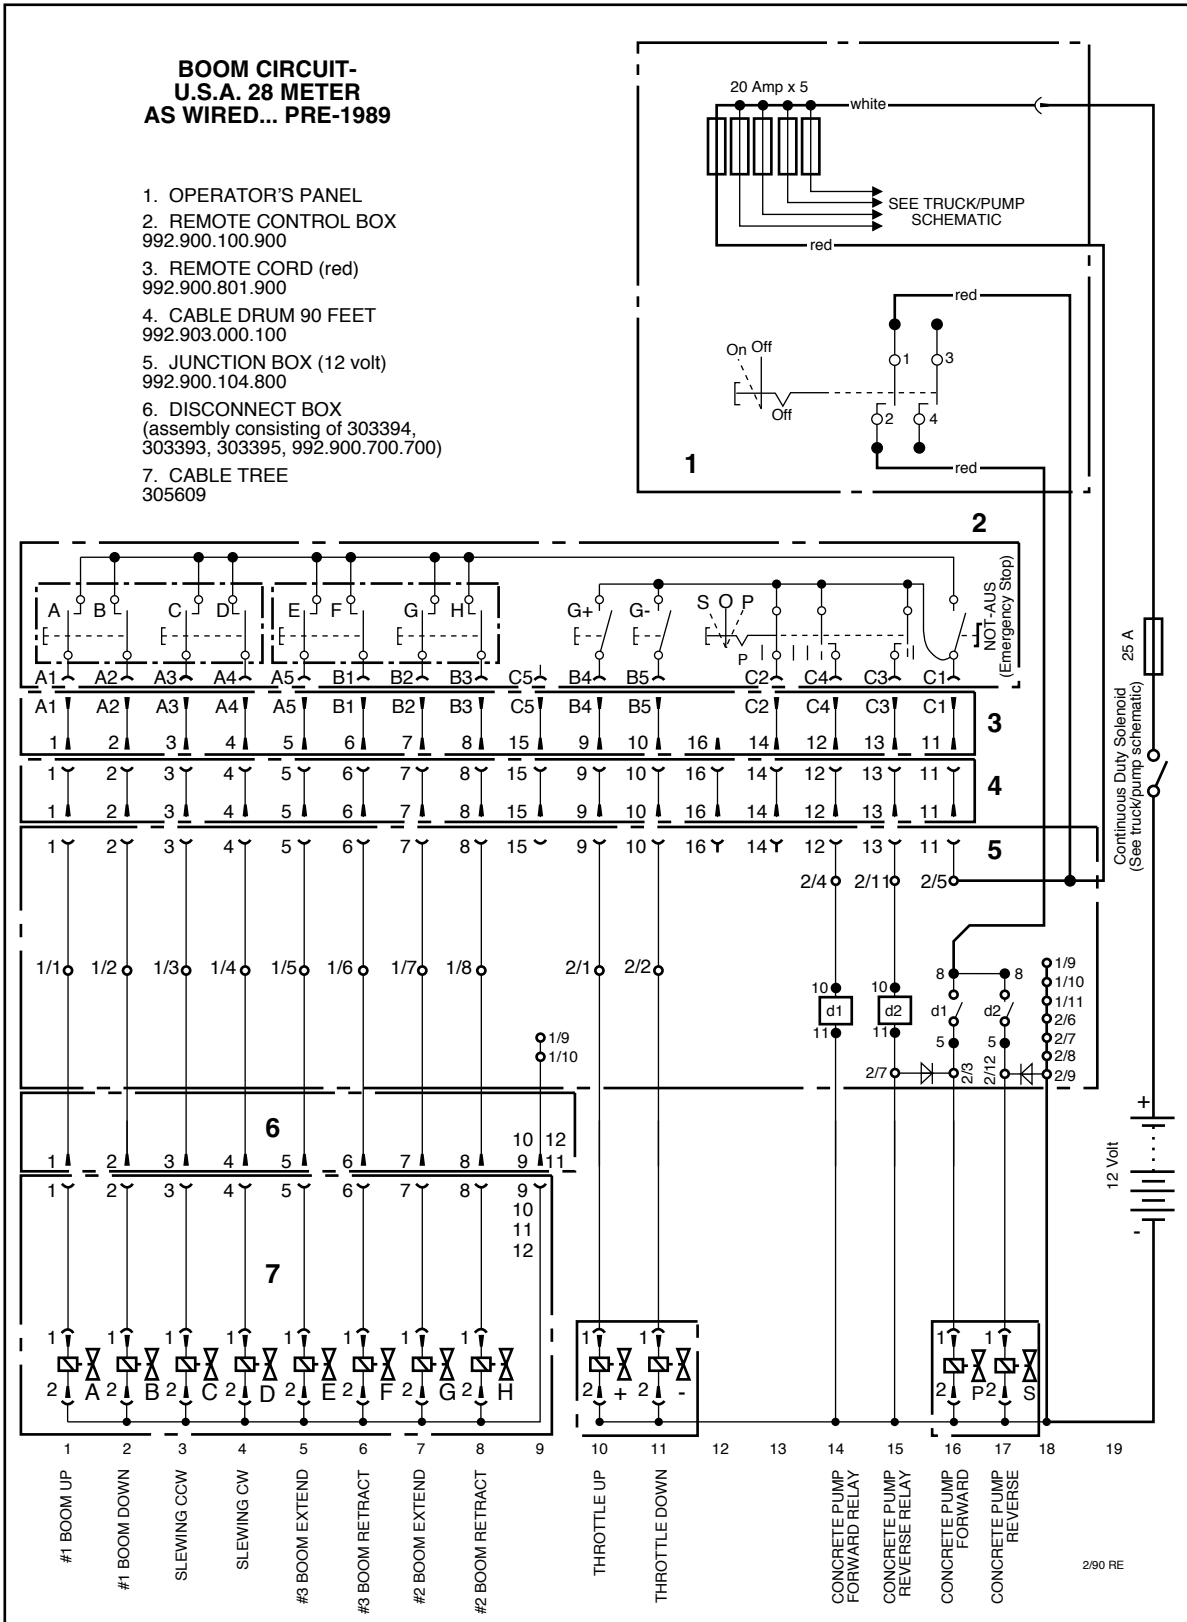 BOOM CIRCUIT-
U.S.A. 28 METER
AS WIRED... PRE-1989
1. OPERATOR'S PANEL
2. REMOTE CONTROL BOX
992.900.100.900
3. REMOTE CORD (red)
992.900.801.900
4. CABLE DRUM 90 FEET
992.903.000.100
5. JUNCTION BOX (12 volt)
992.900.104.800
6. DISCONNECT BOX
(assembly consisting of 303394,
303393, 303395, 992.900.700.700)
7. CABLE TREE
305609
20 Amp x 5
white
SEE TRUCK/PUMP
SCHEMATIC
red
red
On Off
Off
1 3
2 4
red
1
2
A B C D E F G H G+ G- S O P
P
NOT-AUS
(Emergency Stop)
A1 A2 A3 A4 A5 B1 B2 B3 C5 B4 B5 C2 C4 C3 C1
A1 A2 A3 A4 A5 B1 B2 B3 C5 B4 B5 C2 C4 C3 C1
3
1 2 3 4 5 6 7 8 15 9 10 16 14 12 13 11
1 2 3 4 5 6 7 8 15 9 10 16 14 12 13 11
4
1 2 3 4 5 6 7 8 15 9 10 16 14 12 13 11
1 2 3 4 5 6 7 8 15 9 10 16 14 12 13 11
5
2/4 2/11 2/5
25 A
Continuous Duty Solenoid
(See truck/pump schematic)
1/1 1/2 1/3 1/4 1/5 1/6 1/7 1/8 2/1 2/2
8 8
1/9
1/10
1/11
2/6
2/7
2/8
2/9
10 10
d1 d2 d1 d2
11 11 5 5
1/9
1/10
2/7 2/3 2/12
6
10 12
1 2 3 4 5 6 7 8 9 11
1 2 3 4 5 6 7 8 9
10
11
12
7
+
12 Volt
-
1 1 1 1 1 1 1 1 1 1 1 1
2 A 2 B 2 C 2 D 2 E 2 F 2 G 2 H 2 + 2 - 2 P 2 S
1 2 3 4 5 6 7 8 9 10 11 12 13 14 15 16 17 18 19
#1 BOOM UP
#1 BOOM DOWN
SLEWING CCW
SLEWING CW
#3 BOOM EXTEND
#3 BOOM RETRACT
#2 BOOM EXTEND
#2 BOOM RETRACT
THROTTLE UP
THROTTLE DOWN
CONCRETE PUMP
FORWARD RELAY
CONCRETE PUMP
REVERSE RELAY
CONCRETE PUMP
FORWARD
CONCRETE PUMP
REVERSE
2/90 RE